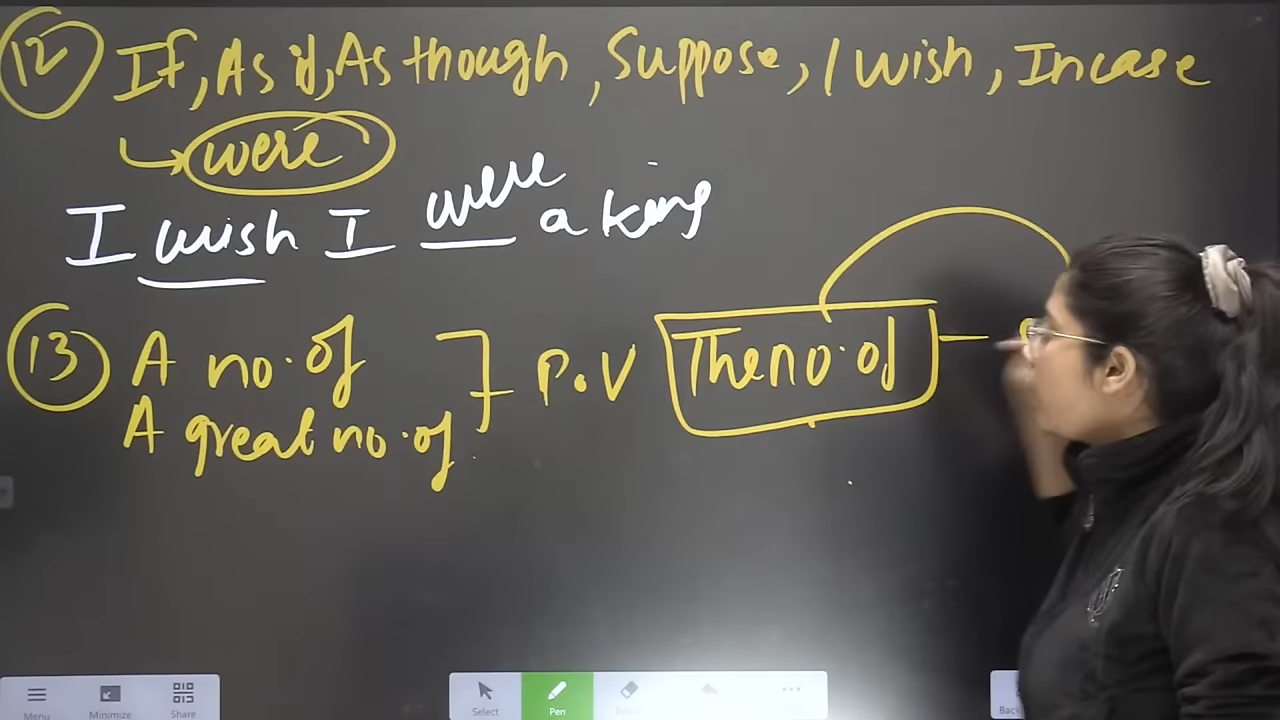 12 If, As if, As though, Suppose, I wish, Incase
were
I wish I were a king
13 A no. of
A great no. of
P.V
The no. of
Menu
Minimize
Share
Select
Pen
Back